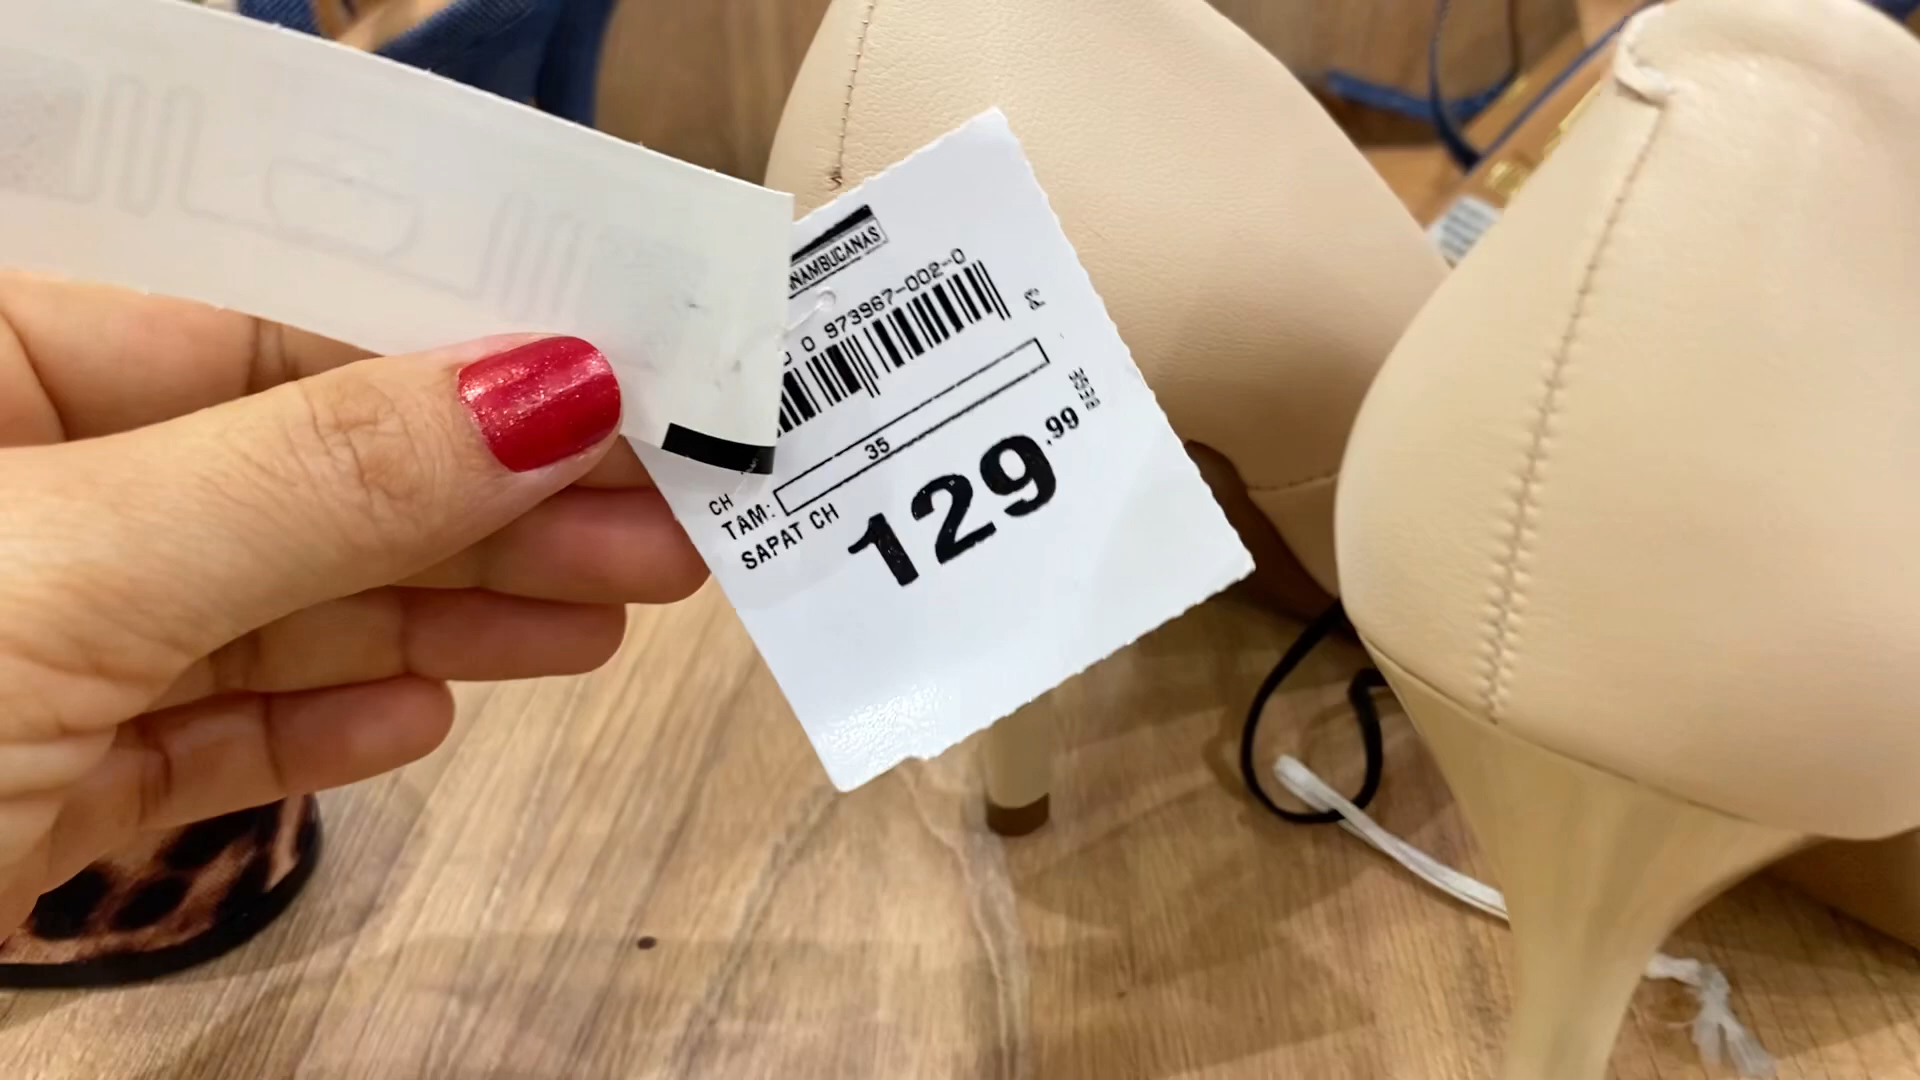 NAMBUCANAS
0 973967-002-0
35
CH
TAM:
SAPAT CH
129,99